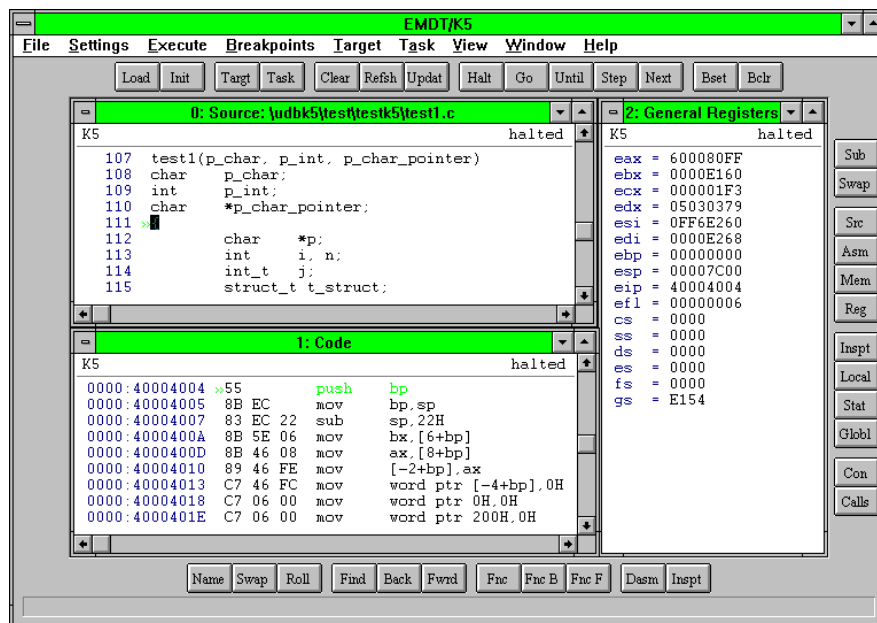 EMDT/K5
File Settings Execute Breakpoints Target Task View Window Help
Load Init Targt Task Clear Refsh Updat Halt Go Until Step Next Bset Bclr
0: Source: \udbk5\test\testk5\test1.c
K5 halted
107 test1(p_char, p_int, p_char_pointer)
108 char p_char;
109 int p_int;
110 char *p_char_pointer;
111 »{
112 char *p;
113 int i, n;
114 int_t j;
115 struct_t t_struct;
1: Code
K5 halted
0000:40004004 »55 push bp
0000:40004005 8B EC mov bp,sp
0000:40004007 83 EC 22 sub sp,22H
0000:4000400A 8B 5E 06 mov bx,[6+bp]
0000:4000400D 8B 46 08 mov ax,[8+bp]
0000:40004010 89 46 FE mov [-2+bp],ax
0000:40004013 C7 46 FC mov word ptr [-4+bp],0H
0000:40004018 C7 06 00 mov word ptr 0H,0H
0000:4000401E C7 06 00 mov word ptr 200H,0H
2: General Registers
K5 halted
eax = 600080FF
ebx = 0000E160
ecx = 000001F3
edx = 05030379
esi = 0FF6E260
edi = 0000E268
ebp = 00000000
esp = 00007C00
eip = 40004004
efl = 00000006
cs = 0000
ss = 0000
ds = 0000
es = 0000
fs = 0000
gs = E154
Sub
Swap
Src
Asm
Mem
Reg
Inspt
Local
Stat
Globl
Con
Calls
Name Swap Roll Find Back Fwrd Fnc Fnc B Fnc F Dasm Inspt